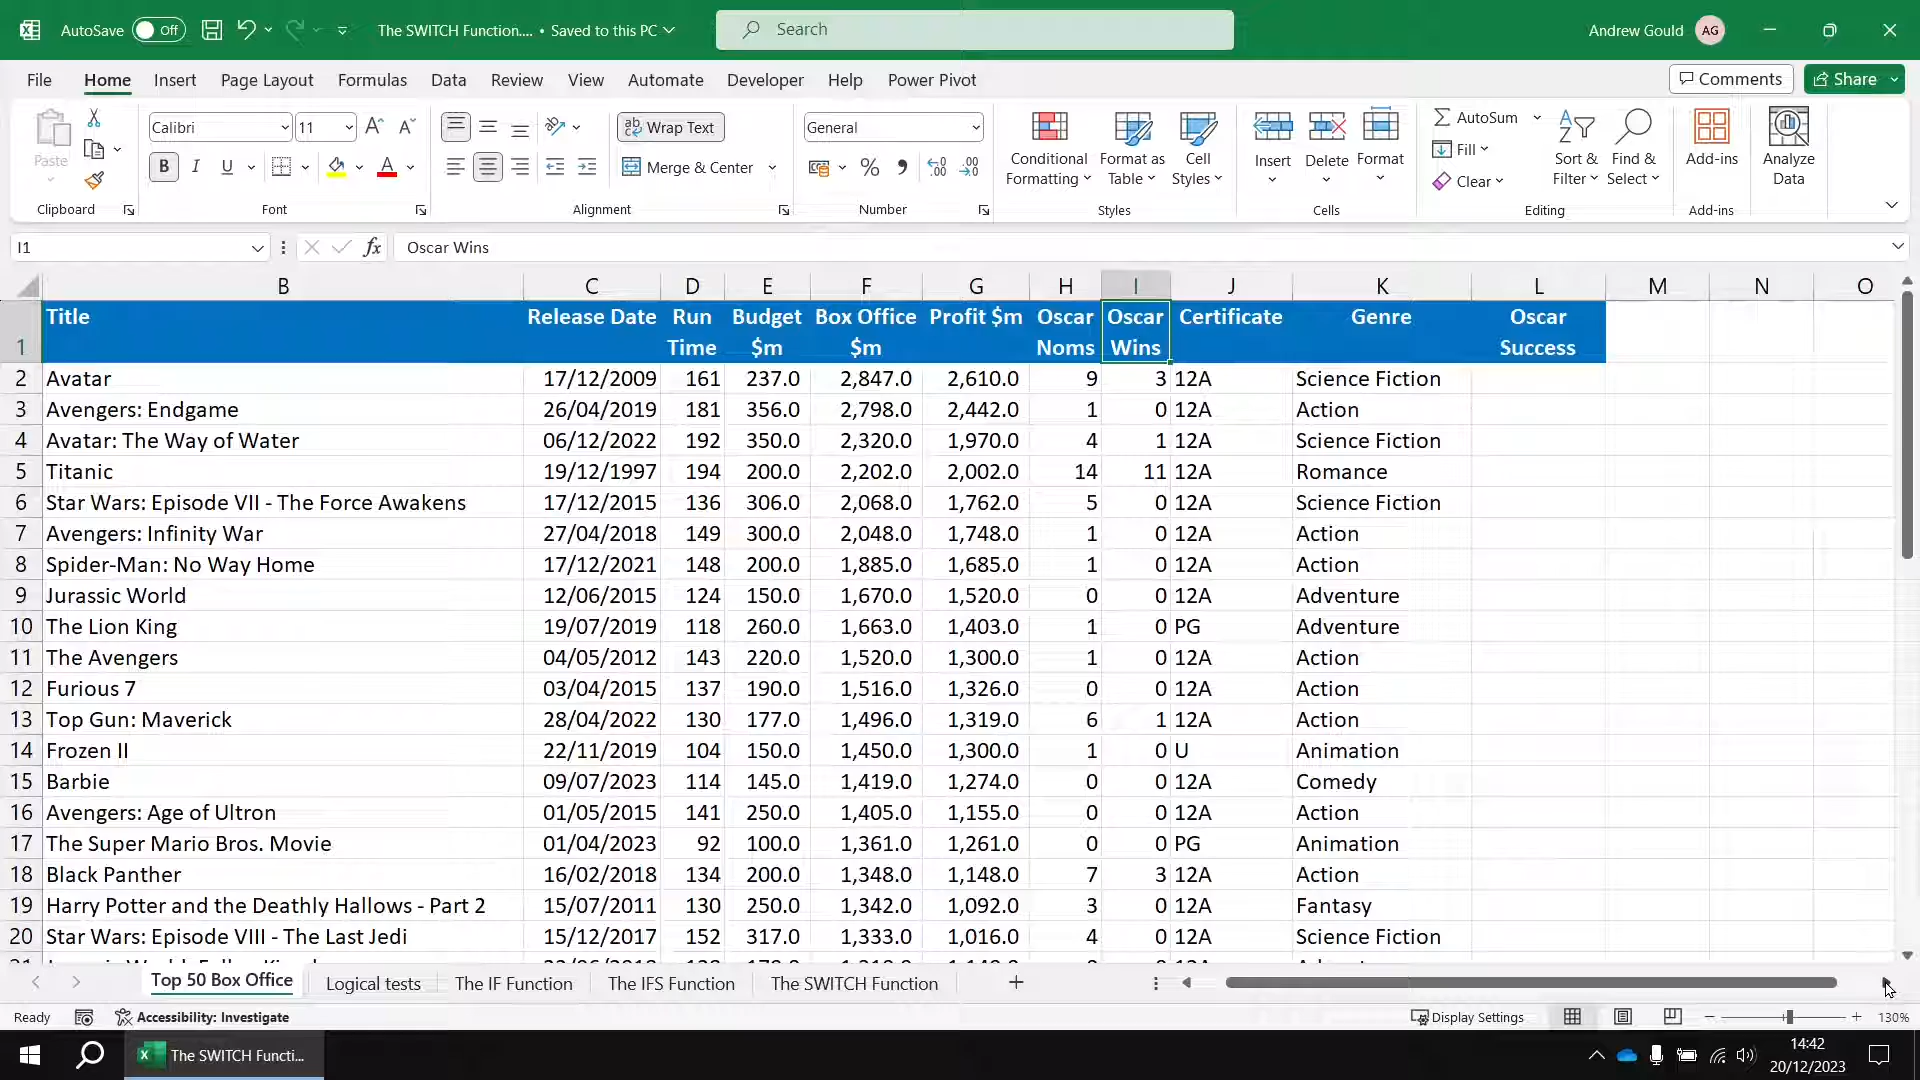 AutoSave Off The SWITCH Function.... • Saved to this PC Search Andrew Gould AG
File Home Insert Page Layout Formulas Data Review View Automate Developer Help Power Pivot Comments Share
Paste Calibri 11 Wrap Text General Conditional Formatting Format as Table Cell Styles Insert Delete Format AutoSum Fill Clear Sort & Filter Find & Select Add-ins Analyze Data
B I U Merge & Center
Clipboard Font Alignment Number Styles Cells Editing Add-ins
I1 fx Oscar Wins
B C D E F G H I J K L M N O
1 Title Release Date Run Time Budget $m Box Office $m Profit $m Oscar Noms Oscar Wins Certificate Genre Oscar Success
2 Avatar 17/12/2009 161 237.0 2,847.0 2,610.0 9 3 12A Science Fiction
3 Avengers: Endgame 26/04/2019 181 356.0 2,798.0 2,442.0 1 0 12A Action
4 Avatar: The Way of Water 06/12/2022 192 350.0 2,320.0 1,970.0 4 1 12A Science Fiction
5 Titanic 19/12/1997 194 200.0 2,202.0 2,002.0 14 11 12A Romance
6 Star Wars: Episode VII - The Force Awakens 17/12/2015 136 306.0 2,068.0 1,762.0 5 0 12A Science Fiction
7 Avengers: Infinity War 27/04/2018 149 300.0 2,048.0 1,748.0 1 0 12A Action
8 Spider-Man: No Way Home 17/12/2021 148 200.0 1,885.0 1,685.0 1 0 12A Action
9 Jurassic World 12/06/2015 124 150.0 1,670.0 1,520.0 0 0 12A Adventure
10 The Lion King 19/07/2019 118 260.0 1,663.0 1,403.0 1 0 PG Adventure
11 The Avengers 04/05/2012 143 220.0 1,520.0 1,300.0 1 0 12A Action
12 Furious 7 03/04/2015 137 190.0 1,516.0 1,326.0 0 0 12A Action
13 Top Gun: Maverick 28/04/2022 130 177.0 1,496.0 1,319.0 6 1 12A Action
14 Frozen II 22/11/2019 104 150.0 1,450.0 1,300.0 1 0 U Animation
15 Barbie 09/07/2023 114 145.0 1,419.0 1,274.0 0 0 12A Comedy
16 Avengers: Age of Ultron 01/05/2015 141 250.0 1,405.0 1,155.0 0 0 12A Action
17 The Super Mario Bros. Movie 01/04/2023 92 100.0 1,361.0 1,261.0 0 0 PG Animation
18 Black Panther 16/02/2018 134 200.0 1,348.0 1,148.0 7 3 12A Action
19 Harry Potter and the Deathly Hallows - Part 2 15/07/2011 130 250.0 1,342.0 1,092.0 3 0 12A Fantasy
20 Star Wars: Episode VIII - The Last Jedi 15/12/2017 152 317.0 1,333.0 1,016.0 4 0 12A Science Fiction
Top 50 Box Office Logical tests The IF Function The IFS Function The SWITCH Function
Ready Accessibility: Investigate Display Settings 130%
The SWITCH Functi... 14:42
20/12/2023